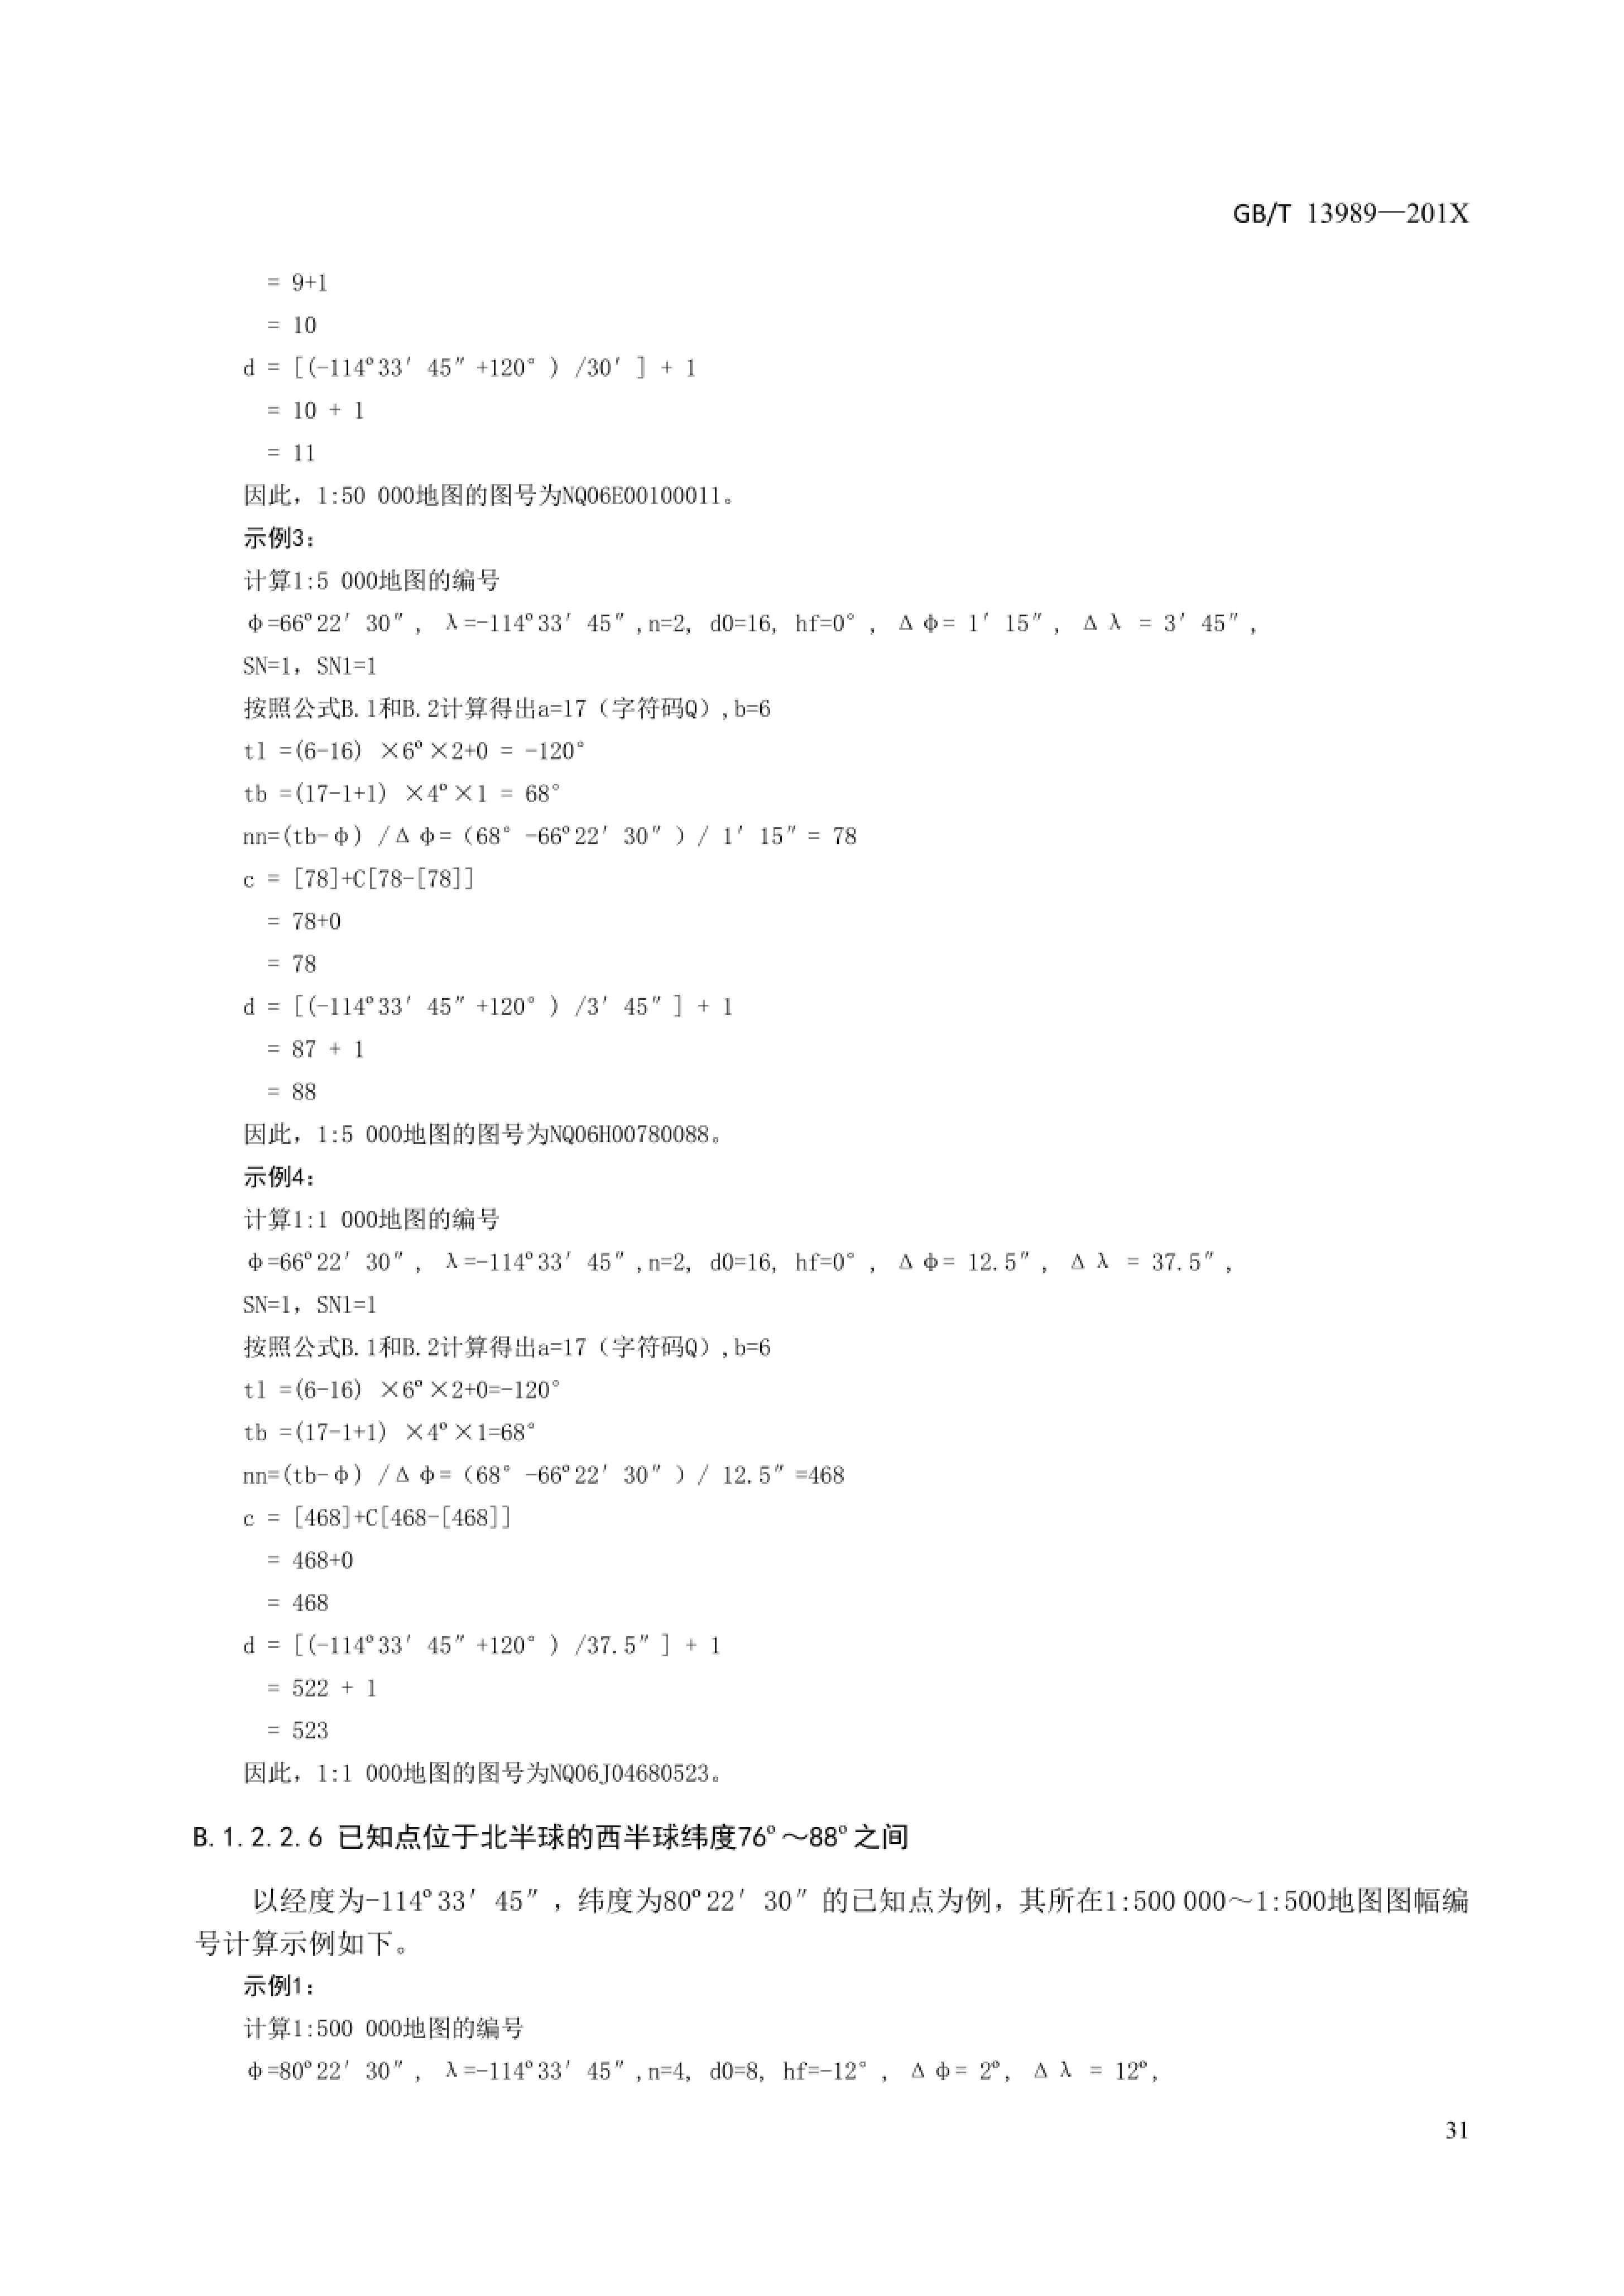 GB/T 13989—201X
= 9+1
= 10
d = [(-114º33′ 45″ +120° ) /30′ ] + 1
= 10 + 1
= 11
因此，1:50 000地图的图号为NQ06E00100011。
示例3：
计算1:5 000地图的编号
φ=66º22′ 30″ , λ=-114º33′ 45″ ,n=2, d0=16, hf=0° , Δ φ= 1′ 15″ , Δ λ = 3′ 45″ ,
SN=1，SN1=1
按照公式B.1和B.2计算得出a=17（字符码Q）,b=6
tl =(6-16) ×6º×2+0 = -120°
tb =(17-1+1) ×4º×1 = 68°
nn=(tb-φ) /Δ φ=（68° -66º22′ 30″ ）/ 1′ 15″ = 78
c = [78]+C[78-[78]]
= 78+0
= 78
d = [(-114º33′ 45″ +120° ) /3′ 45″ ] + 1
= 87 + 1
= 88
因此，1:5 000地图的图号为NQ06H00780088。
示例4：
计算1:1 000地图的编号
φ=66º22′ 30″ , λ=-114º33′ 45″ ,n=2, d0=16, hf=0° , Δ φ= 12.5″ , Δ λ = 37.5″ ,
SN=1，SN1=1
按照公式B.1和B.2计算得出a=17（字符码Q）,b=6
tl =(6-16) ×6º×2+0=-120°
tb =(17-1+1) ×4º×1=68°
nn=(tb-φ) /Δ φ=（68° -66º22′ 30″ ）/ 12.5″ =468
c = [468]+C[468-[468]]
= 468+0
= 468
d = [(-114º33′ 45″ +120° ) /37.5″ ] + 1
= 522 + 1
= 523
因此，1:1 000地图的图号为NQ06J04680523。
B.1.2.2.6 已知点位于北半球的西半球纬度76º～88º之间
以经度为-114º33′ 45″ ，纬度为80º22′ 30″ 的已知点为例，其所在1:500 000～1:500地图图幅编
号计算示例如下。
示例1：
计算1:500 000地图的编号
φ=80º22′ 30″ , λ=-114º33′ 45″ ,n=4, d0=8, hf=-12° , Δ φ= 2º, Δ λ = 12º,
31